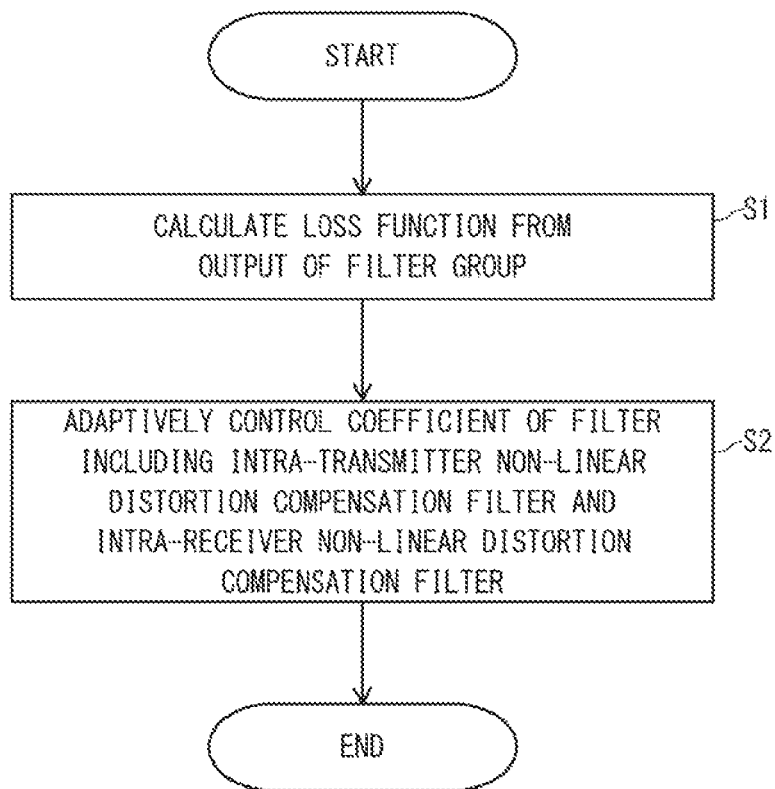 START
CALCULATE LOSS FUNCTION FROM
OUTPUT OF FILTER GROUP
S1
ADAPTIVELY CONTROL COEFFICIENT OF FILTER
INCLUDING INTRA-TRANSMITTER NON-LINEAR
DISTORTION COMPENSATION FILTER AND
INTRA-RECEIVER NON-LINEAR DISTORTION
COMPENSATION FILTER
S2
END